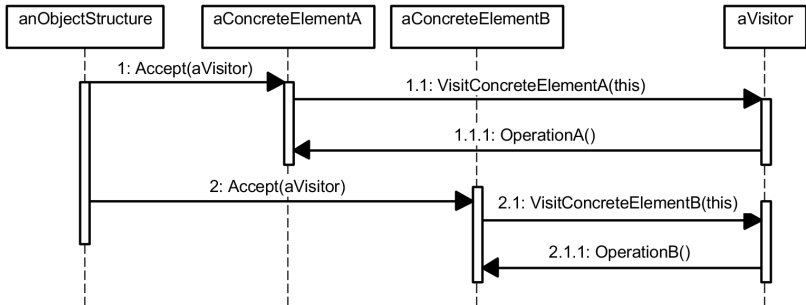 anObjectStructure
aConcreteElementA
aConcreteElementB
aVisitor
1: Accept(aVisitor)
1.1: VisitConcreteElementA(this)
1.1.1: OperationA()
2: Accept(aVisitor)
2.1: VisitConcreteElementB(this)
2.1.1: OperationB()